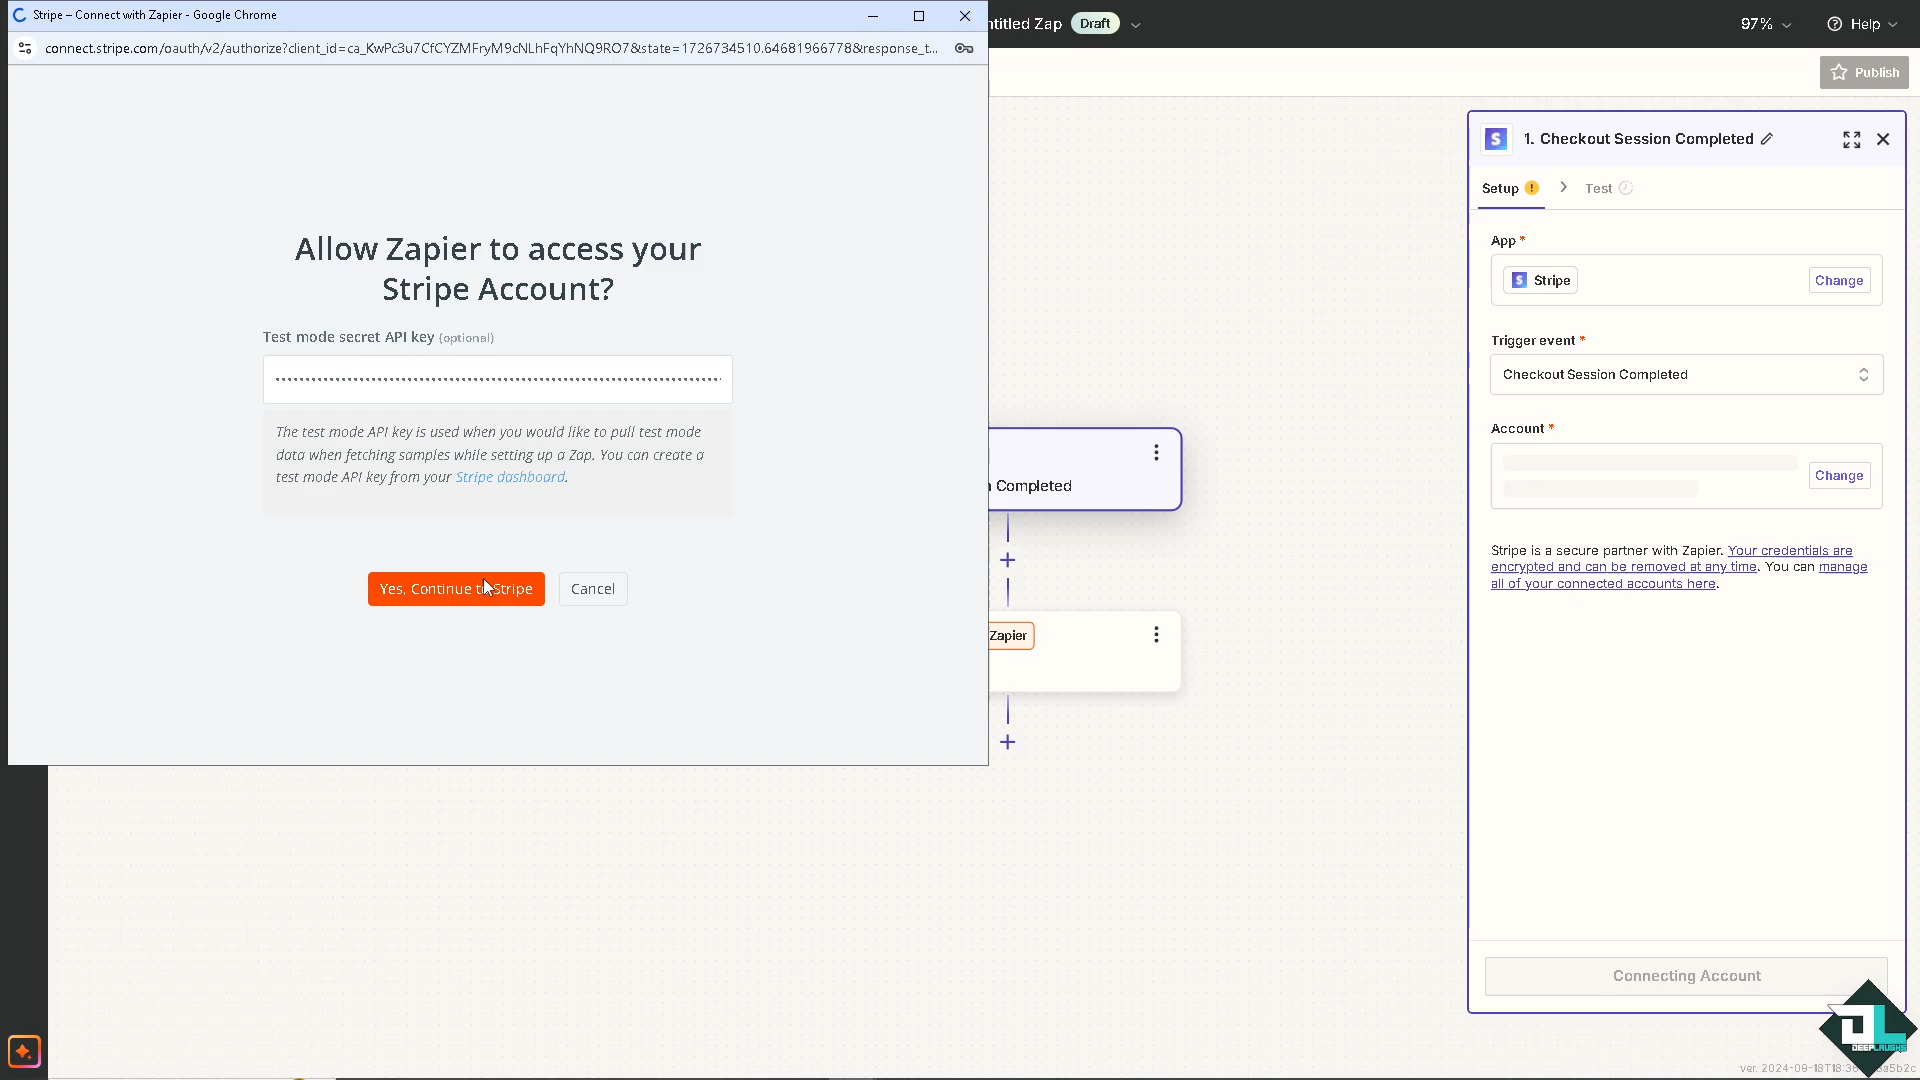 Stripe – Connect with Zapier - Google Chrome
connect.stripe.com/oauth/v2/authorize?client_id=ca_KwPc3u7CfCYZMFryM9cNLhFqYhNQ9RO7&state=1726734510.64681966778&response_t...
ntitled Zap
Draft
97%
Help
Publish
Allow Zapier to access your
Stripe Account?
Test mode secret API key (optional)
The test mode API key is used when you would like to pull test mode
data when fetching samples while setting up a Zap. You can create a
test mode API key from your Stripe dashboard.
Yes, Continue to Stripe
Cancel
Completed
Zapier
1. Checkout Session Completed
Setup
Test
App *
Stripe
Change
Trigger event *
Checkout Session Completed
Account *
Change
Stripe is a secure partner with Zapier. Your credentials are
encrypted and can be removed at any time. You can manage
all of your connected accounts here.
Connecting Account
DEEPLAUGHS